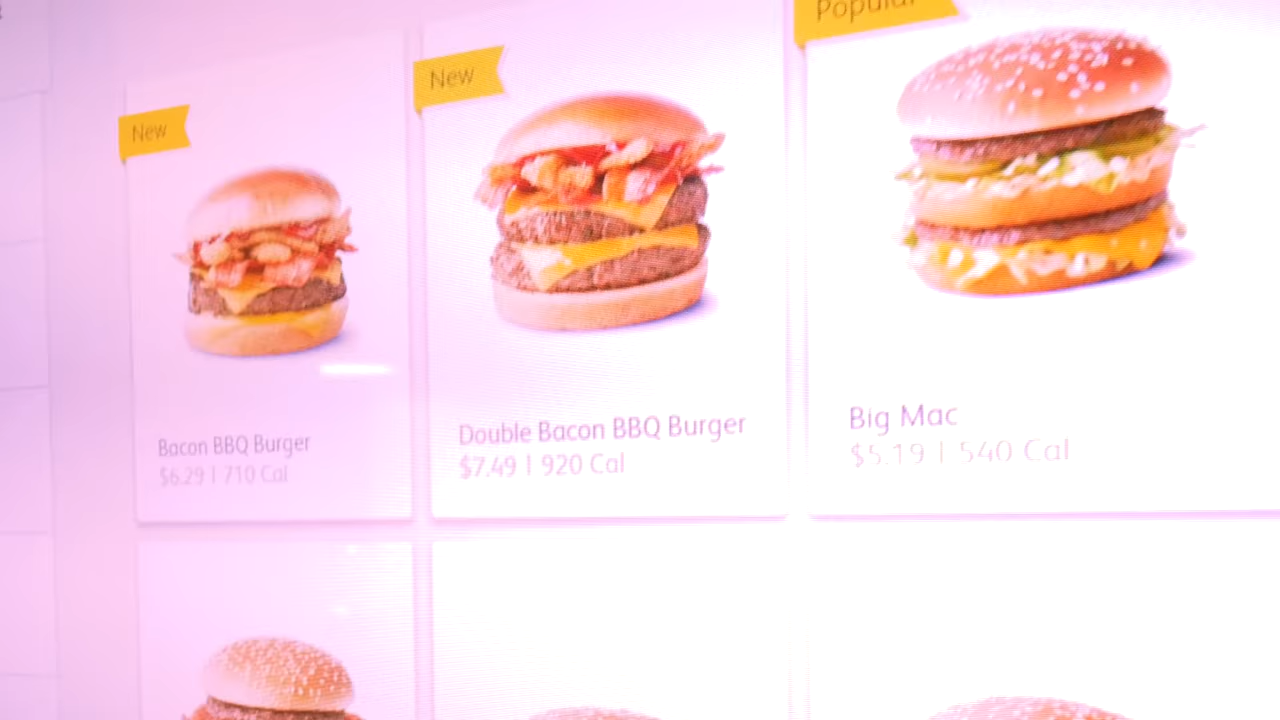 New
Bacon BBQ Burger
$6.29 | 710 Cal
New
Double Bacon BBQ Burger
$7.49 | 920 Cal
Popular
Big Mac
$5.19 | 540 Cal